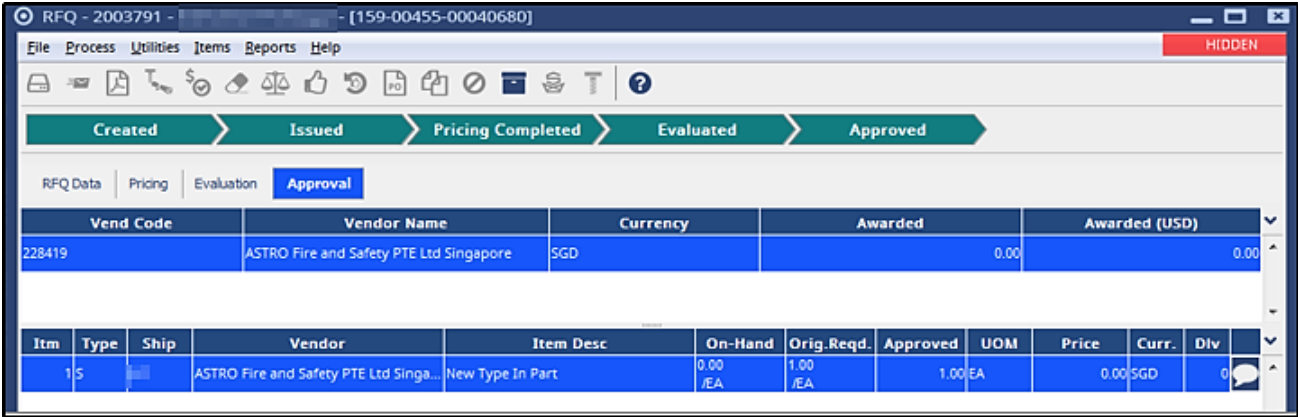 RFQ - 2003791 - - [159-00455-00040680]
File Process Utilities Items Reports Help HIDDEN
PO
Created Issued Pricing Completed Evaluated Approved
RFQ Data Pricing Evaluation Approval
Vend Code Vendor Name Currency Awarded Awarded (USD)
228419 ASTRO Fire and Safety PTE Ltd Singapore SGD 0.00 0.00
Itm Type Ship Vendor Item Desc On-Hand Orig.Reqd. Approved UOM Price Curr. Dlv
1 S ASTRO Fire and Safety PTE Ltd Singa... New Type In Part 0.00 /EA 1.00 /EA 1.00 EA 0.00 SGD 0